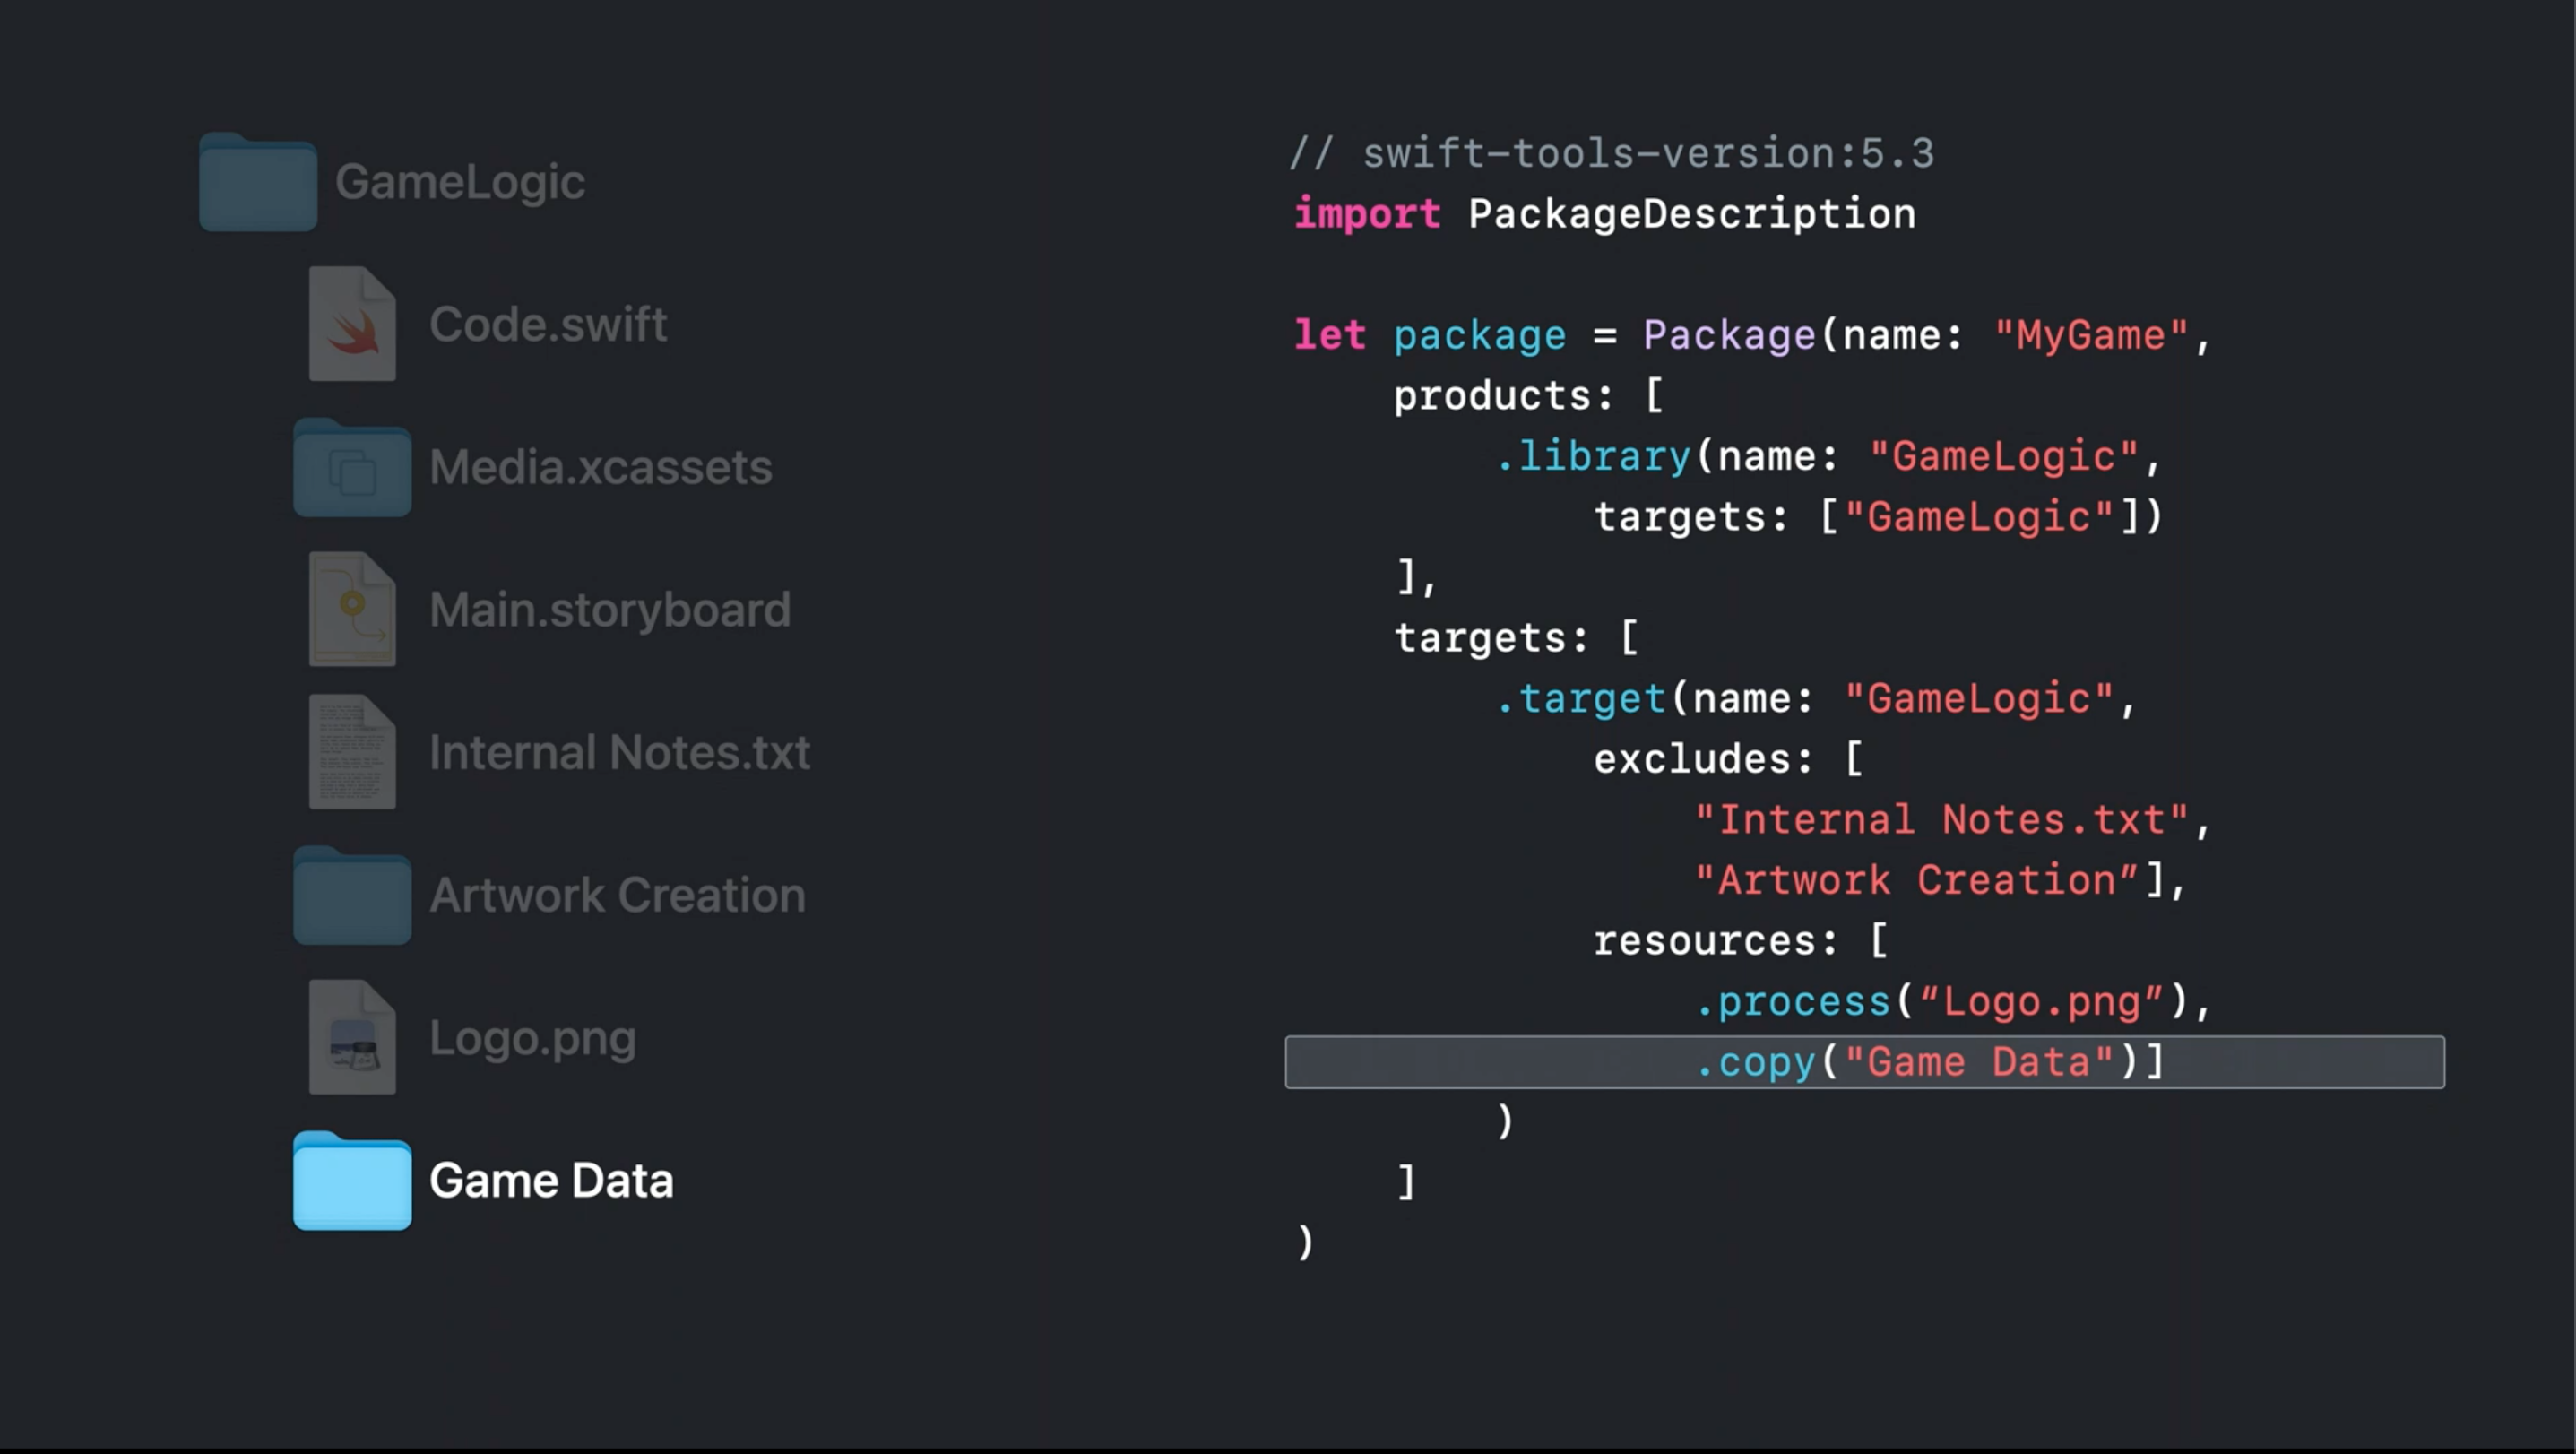 GameLogic
Code.swift
Media.xcassets
Main.storyboard
Internal Notes.txt
Artwork Creation
Logo.png
Game Data
// swift-tools-version:5.3
import PackageDescription
let package = Package(name: "MyGame",
products: [
.library(name: "GameLogic",
targets: ["GameLogic"])
],
targets: [
.target(name: "GameLogic",
excludes: [
"Internal Notes.txt",
"Artwork Creation”],
resources: [
.process(“Logo.png”),
.copy("Game Data")]
)
]
)